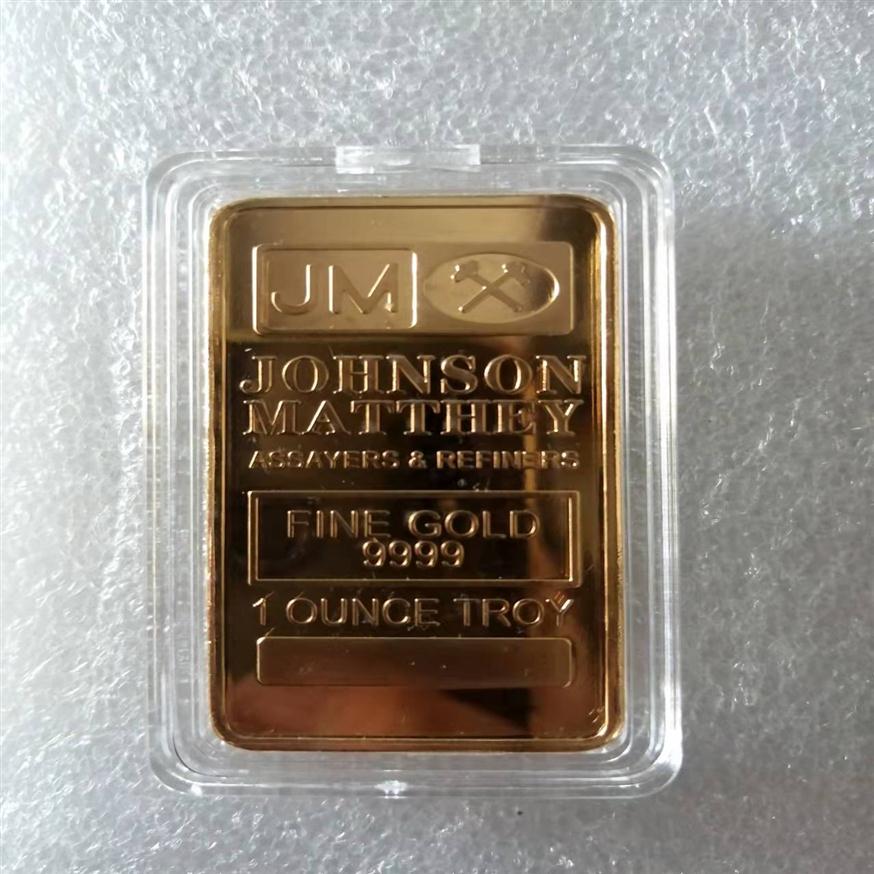 JM
JOHNSON
MATTHEY
ASSAYERS & REFINERS
FINE GOLD
9999
1 OUNCE TROY